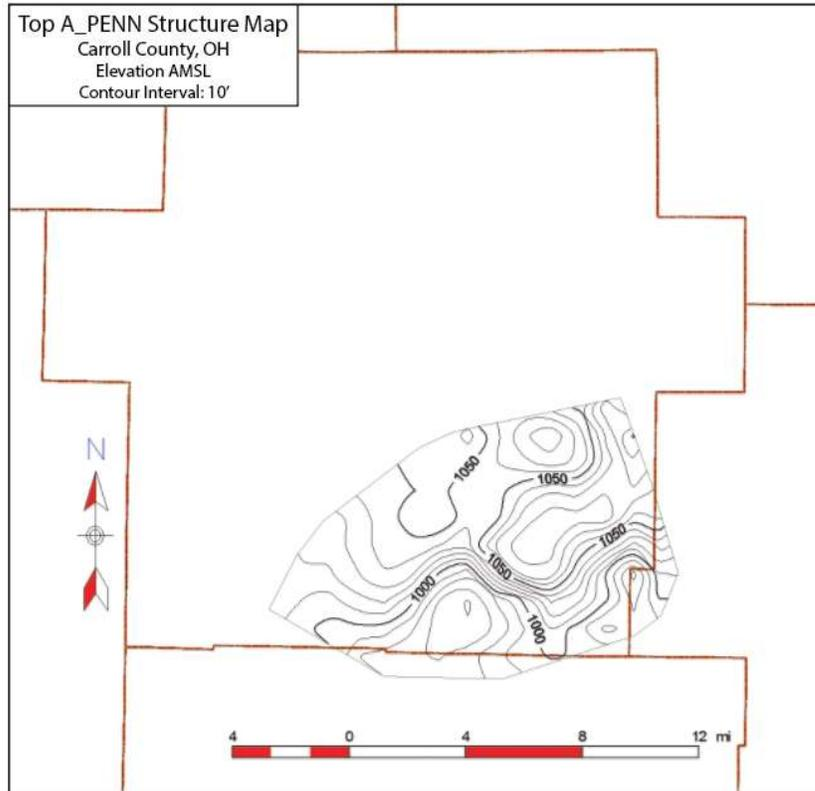 Top A_PENN Structure Map
Carroll County, OH
Elevation AMSL
Contour Interval: 10'
N
1050
1050
1050
1050
1000
1000
4 0 4 8 12 mi